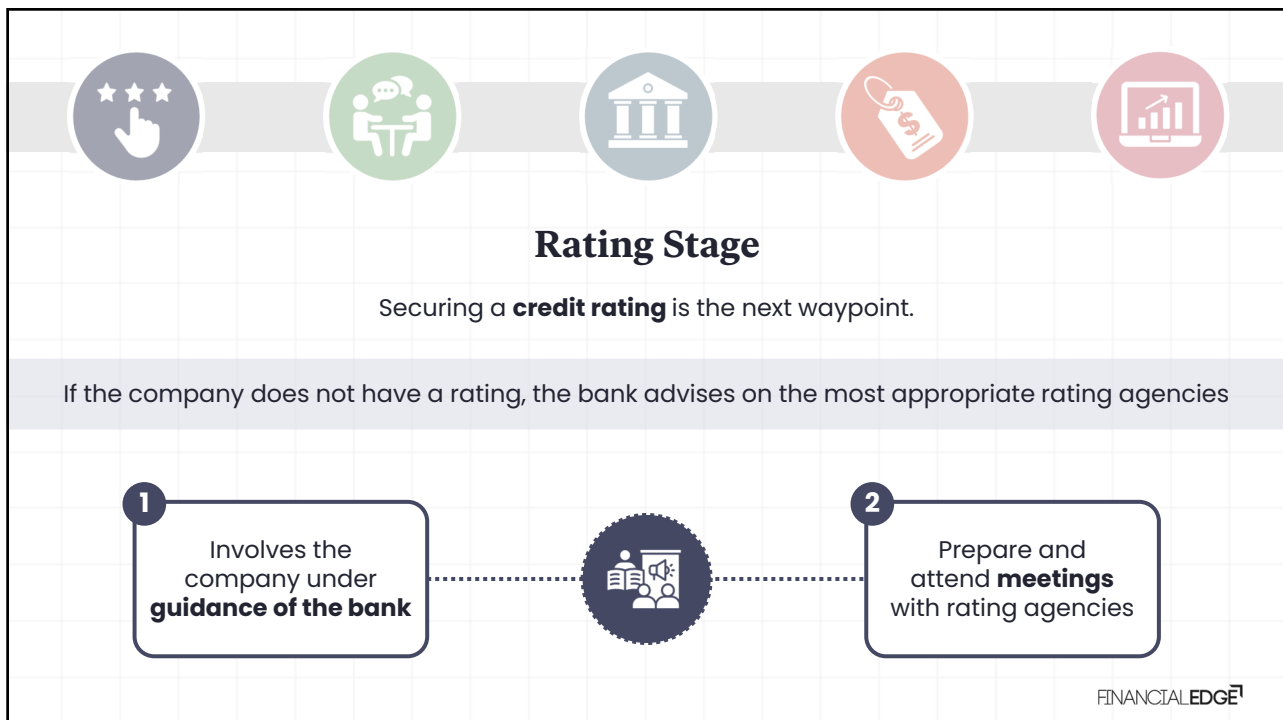 Rating Stage
Securing a credit rating is the next waypoint.
If the company does not have a rating, the bank advises on the most appropriate rating agencies
1
Involves the
company under
guidance of the bank
2
Prepare and
attend meetings
with rating agencies
FINANCIALEDGE